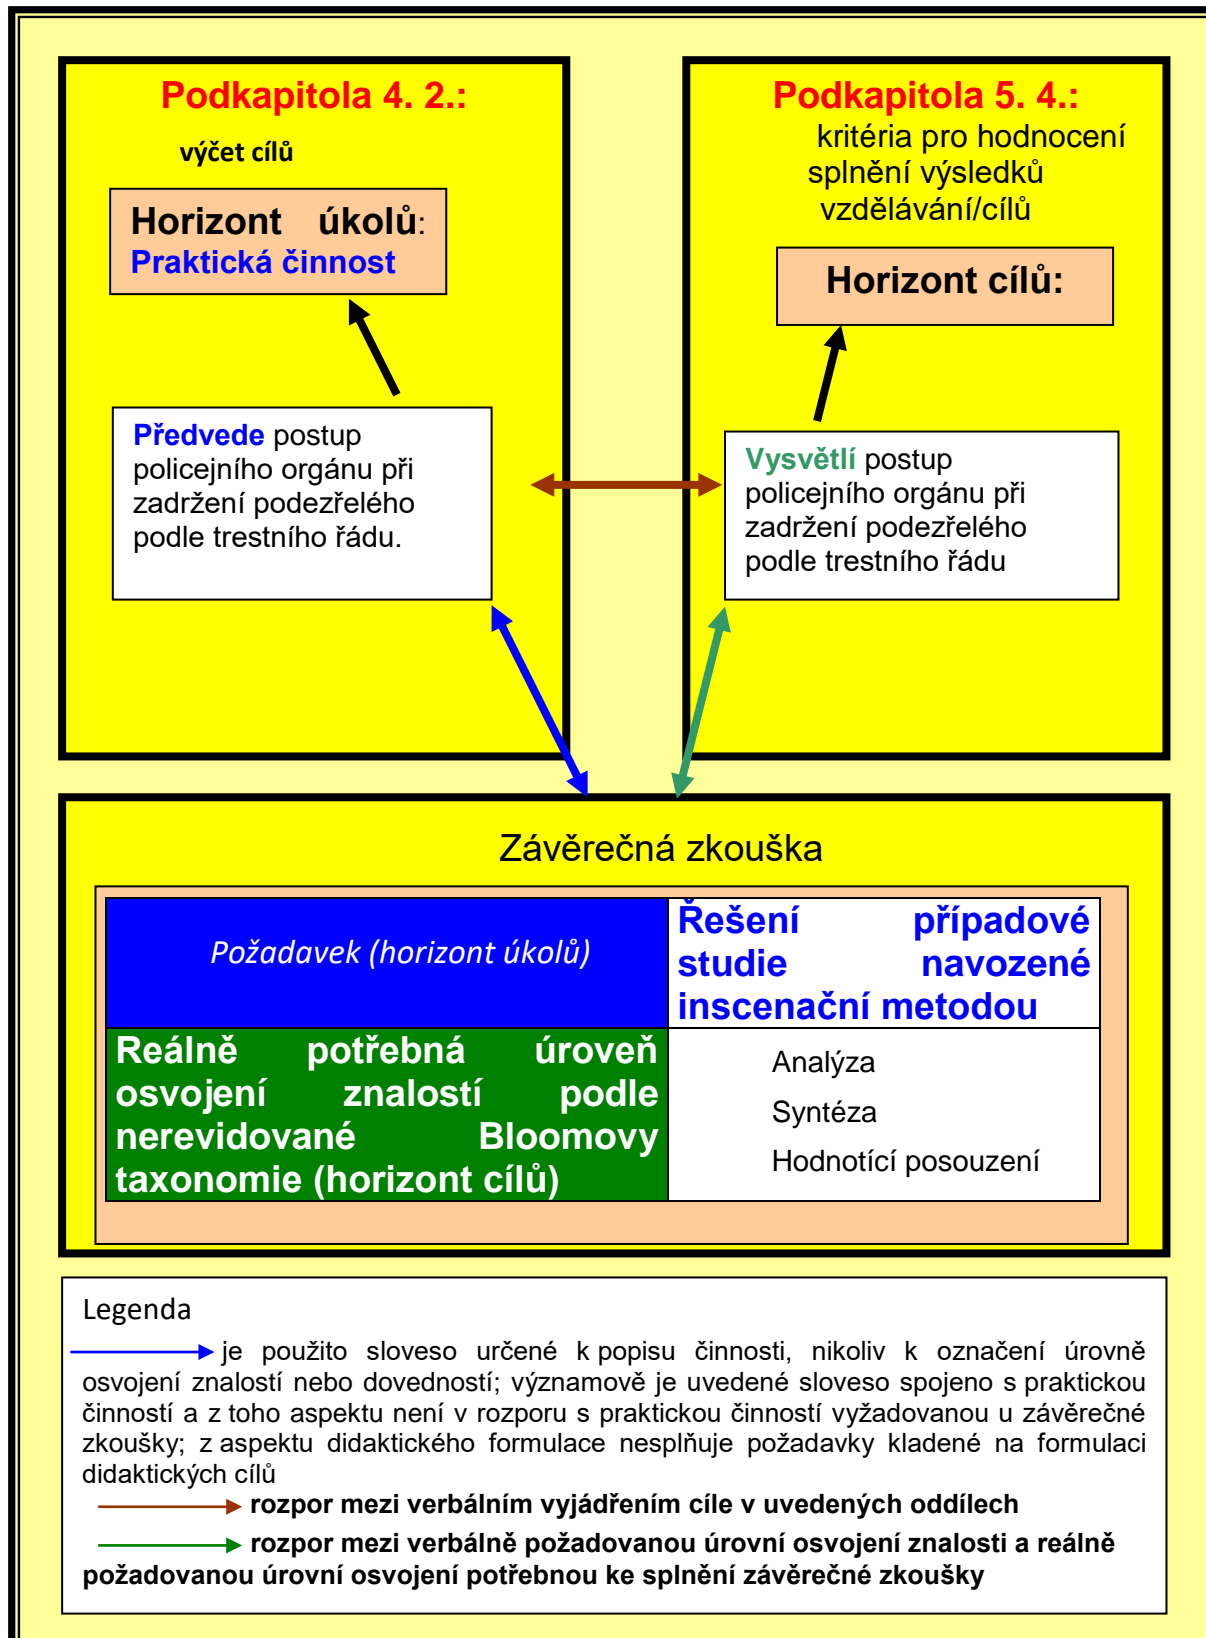 Podkapitola 4. 2.:
výčet cílů
Horizont úkolů:
Praktická činnost
Předvede postup
policejního orgánu při
zadržení podezřelého
podle trestního řádu.
Podkapitola 5. 4.:
kritéria pro hodnocení
splnění výsledků
vzdělávání/cílů
Horizont cílů:
Vysvětlí postup
policejního orgánu při
zadržení podezřelého
podle trestního řádu
Závěrečná zkouška
Požadavek (horizont úkolů)
Řešení případové
studie navozené
inscenační metodou
Reálně potřebná úroveň
osvojení znalostí podle
nerevidované Bloomovy
taxonomie (horizont cílů)
Analýza
Syntéza
Hodnotící posouzení
Legenda
je použito sloveso určené k popisu činnosti, nikoliv k označení úrovně
osvojení znalostí nebo dovedností; významově je uvedené sloveso spojeno s praktickou
činností a z toho aspektu není v rozporu s praktickou činností vyžadovanou u závěrečné
zkoušky; z aspektu didaktického formulace nesplňuje požadavky kladené na formulaci
didaktických cílů
rozpor mezi verbálním vyjádřením cíle v uvedených oddílech
rozpor mezi verbálně požadovanou úrovní osvojení znalosti a reálně
požadovanou úrovní osvojení potřebnou ke splnění závěrečné zkoušky